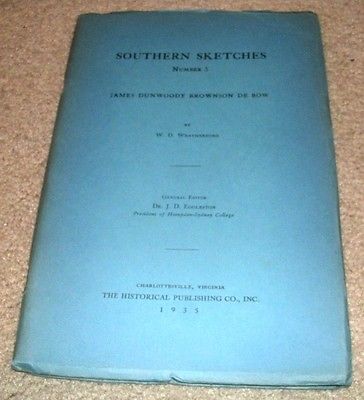 SOUTHERN SKETCHES
NUMBER 5
JAMES DUNWOODY BROWNSON DE BOW
BY
W. D. WEATHERFORD
GENERAL EDITOR
DR. J. D. EGGLESTON
President of Hampden-Sydney College
CHARLOTTESVILLE, VIRGINIA
THE HISTORICAL PUBLISHING CO., INC.
1935